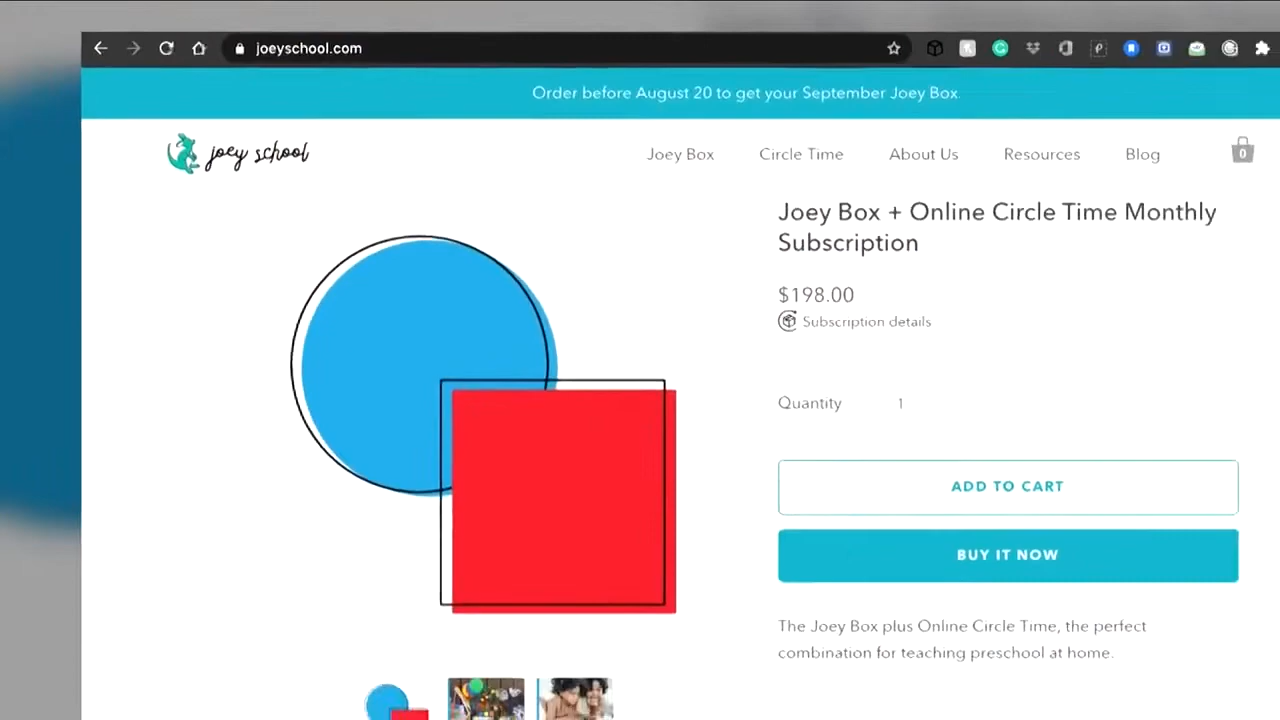 joeyschool.com
Order before August 20 to get your September Joey Box.
joey school
Joey Box
Circle Time
About Us
Resources
Blog
0
Joey Box + Online Circle Time Monthly
Subscription
$198.00
Subscription details
Quantity
1
ADD TO CART
BUY IT NOW
The Joey Box plus Online Circle Time, the perfect
combination for teaching preschool at home.